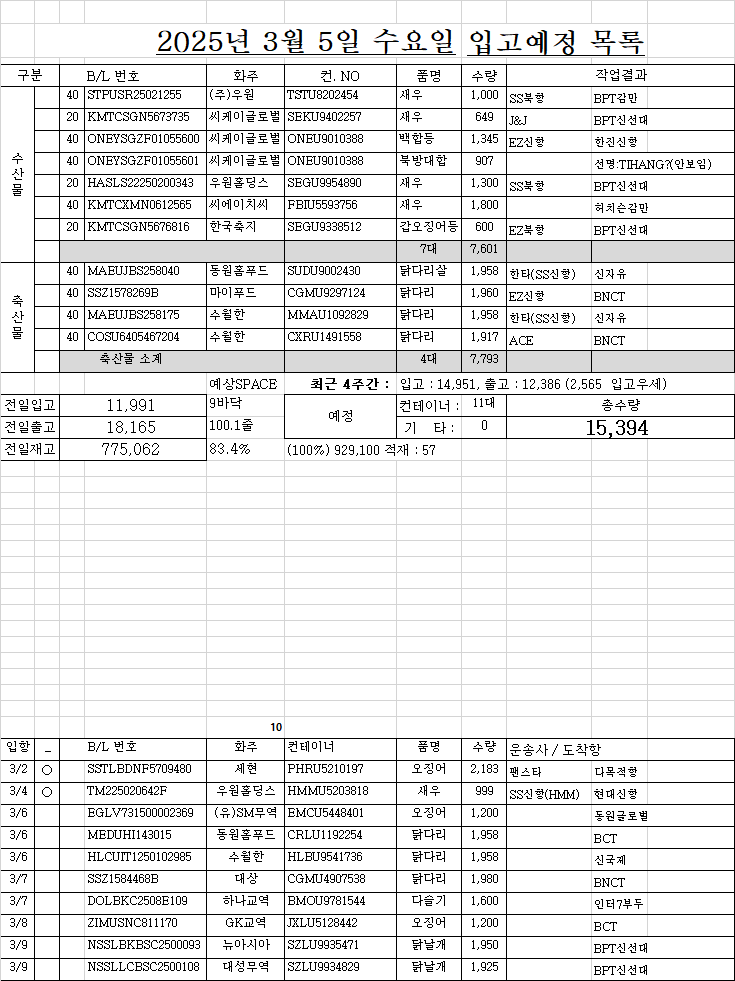 2025년 3월 5일 수요일 입고예정 목록
구분 B/L 번호 화주 컨. NO 품명 수량 작업결과
수산물
40 STPUSR25021255 (주)우원 TSTU8202454 새우 1,000 SS북항 BPT감만
20 KMTCSGN5673735 씨케이글로벌 SEKU9402257 새우 649 J&J BPT신선대
40 ONEYSGZF01055600 씨케이글로벌 ONEU9010388 백합등 1,345 EZ신항 한진신항
40 ONEYSGZF01055601 씨케이글로벌 ONEU9010388 북방대합 907 선명:TIHANG?(안보임)
20 HASLS22250200343 우원홀딩스 SEGU9954890 새우 1,300 SS북항 BPT신선대
40 KMTCXMN0612565 씨에이치씨 FBIU5593756 새우 1,800 허치슨감만
20 KMTCSGN5676816 한국축지 SEGU9338512 갑오징어등 600 EZ북항 BPT신선대
7대 7,601
축산물
40 MAEUJBS258040 동원홈푸드 SUDU9002430 닭다리살 1,958 한타(SS신항) 신자유
40 SSZ1578269B 마이푸드 CGMU9297124 닭다리 1,960 EZ신항 BNCT
40 MAEUJBS258175 수월한 MMAU1092829 닭다리 1,958 한타(SS신항) 신자유
40 COSU6405467204 수월한 CXRU1491558 닭다리 1,917 ACE BNCT
축산물 소계 4대 7,793
예상SPACE 최근 4주간 : 입고 : 14,951, 출고 : 12,386 (2,565 입고우세)
전일입고 11,991 9바닥 예정 컨테이너 : 11대 총수량
전일출고 18,165 100.1줄 기 타 : 0 15,394
전일재고 775,062 83.4% (100%) 929,100 적재 : 57
10
입항 _ B/L 번호 화주 컨테이너 품명 수량 운송사 / 도착항
3/2 ○ SSTLBDNF5709480 세현 PHRU5210197 오징어 2,183 팬스타 다목적항
3/4 ○ TM225020642F 우원홀딩스 HMMU5203818 새우 999 SS신항(HMM) 현대신항
3/6 EGLV731500002369 (유)SM무역 EMCU5448401 오징어 1,200 동원글로벌
3/6 MEDUHI143015 동원홈푸드 CRLU1192254 닭다리 1,958 BCT
3/6 HLCUIT1250102985 수월한 HLBU9541736 닭다리 1,958 신국제
3/7 SSZ1584468B 대상 CGMU4907538 닭다리 1,980 BNCT
3/7 DOLBKC2508E109 하나교역 BMOU9781544 다슬기 1,600 인터7부두
3/8 ZIMUSNC811170 GK교역 JXLU5128442 오징어 1,200 BCT
3/9 NSSLBKBSC2500093 뉴아시아 SZLU9935471 닭날개 1,950 BPT신선대
3/9 NSSLLCBSC2500108 대성무역 SZLU9934829 닭날개 1,925 BPT신선대